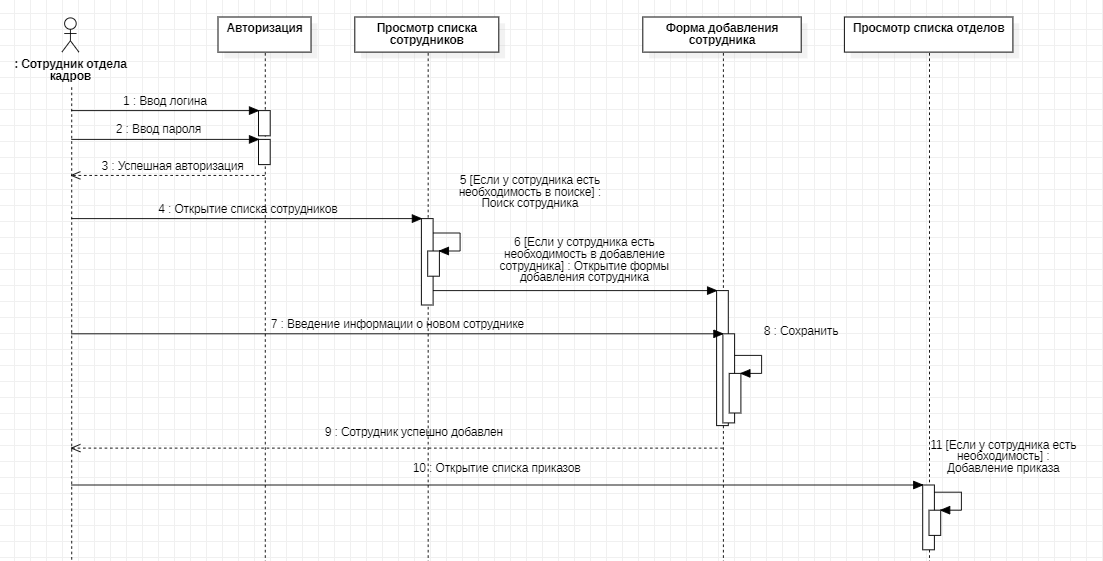 : Сотрудник отдела
кадров
Авторизация
Просмотр списка
сотрудников
Форма добавления
сотрудника
Просмотр списка отделов
1 : Ввод логина
2 : Ввод пароля
3 : Успешная авторизация
4 : Открытие списка сотрудников
5 [Если у сотрудника есть
необходимость в поиске] :
Поиск сотрудника
6 [Если у сотрудника есть
необходимость в добавление
сотрудника] : Открытие формы
добавления сотрудника
7 : Введение информации о новом сотруднике
8 : Сохранить
9 : Сотрудник успешно добавлен
10 : Открытие списка приказов
11 [Если у сотрудника есть
необходимость] :
Добавление приказа